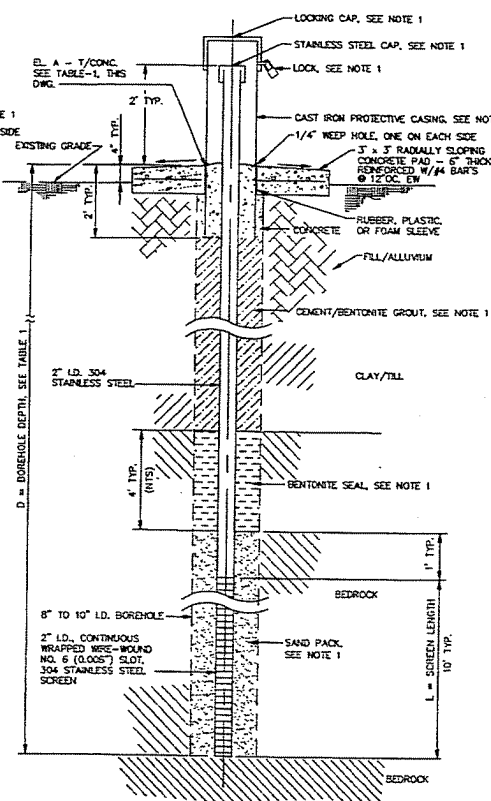 LOCKING CAP, SEE NOTE 1
STAINLESS STEEL CAP, SEE NOTE 1
EL A - T/CONC.
SEE TABLE-1, THIS
DWG.
LOCK, SEE NOTE 1
2' TYP.
CAST IRON PROTECTIVE CASING, SEE NOT
1/4" WEEP HOLE, ONE ON EACH SIDE
3' x 3' RADIALLY SLOPING
CONCRETE PAD - 6" THICK
REINFORCED W/#4 BARS
@ 12"OC. EW
E 1
SIDE
EXISTING GRADE
4" TYP.
2' TYP.
RUBBER, PLASTIC,
OR FOAM SLEEVE
CONCRETE
FILL/ALLUVIUM
CEMENT/BENTONITE GROUT, SEE NOTE 1
D = BOREHOLE DEPTH, SEE TABLE 1
2" I.D. 304
STAINLESS STEEL
CLAY/TILL
4' TYP.
(NTS)
BENTONITE SEAL, SEE NOTE 1
1' TYP.
BEDROCK
8" TO 10" I.D. BOREHOLE
2" I.D., CONTINUOUS
WRAPPED WIRE-WOUND
NO. 6 (0.006") SLOT,
304 STAINLESS STEEL
SCREEN
SAND PACK,
SEE NOTE 1
L = SCREEN LENGTH
10' TYP.
BEDROCK